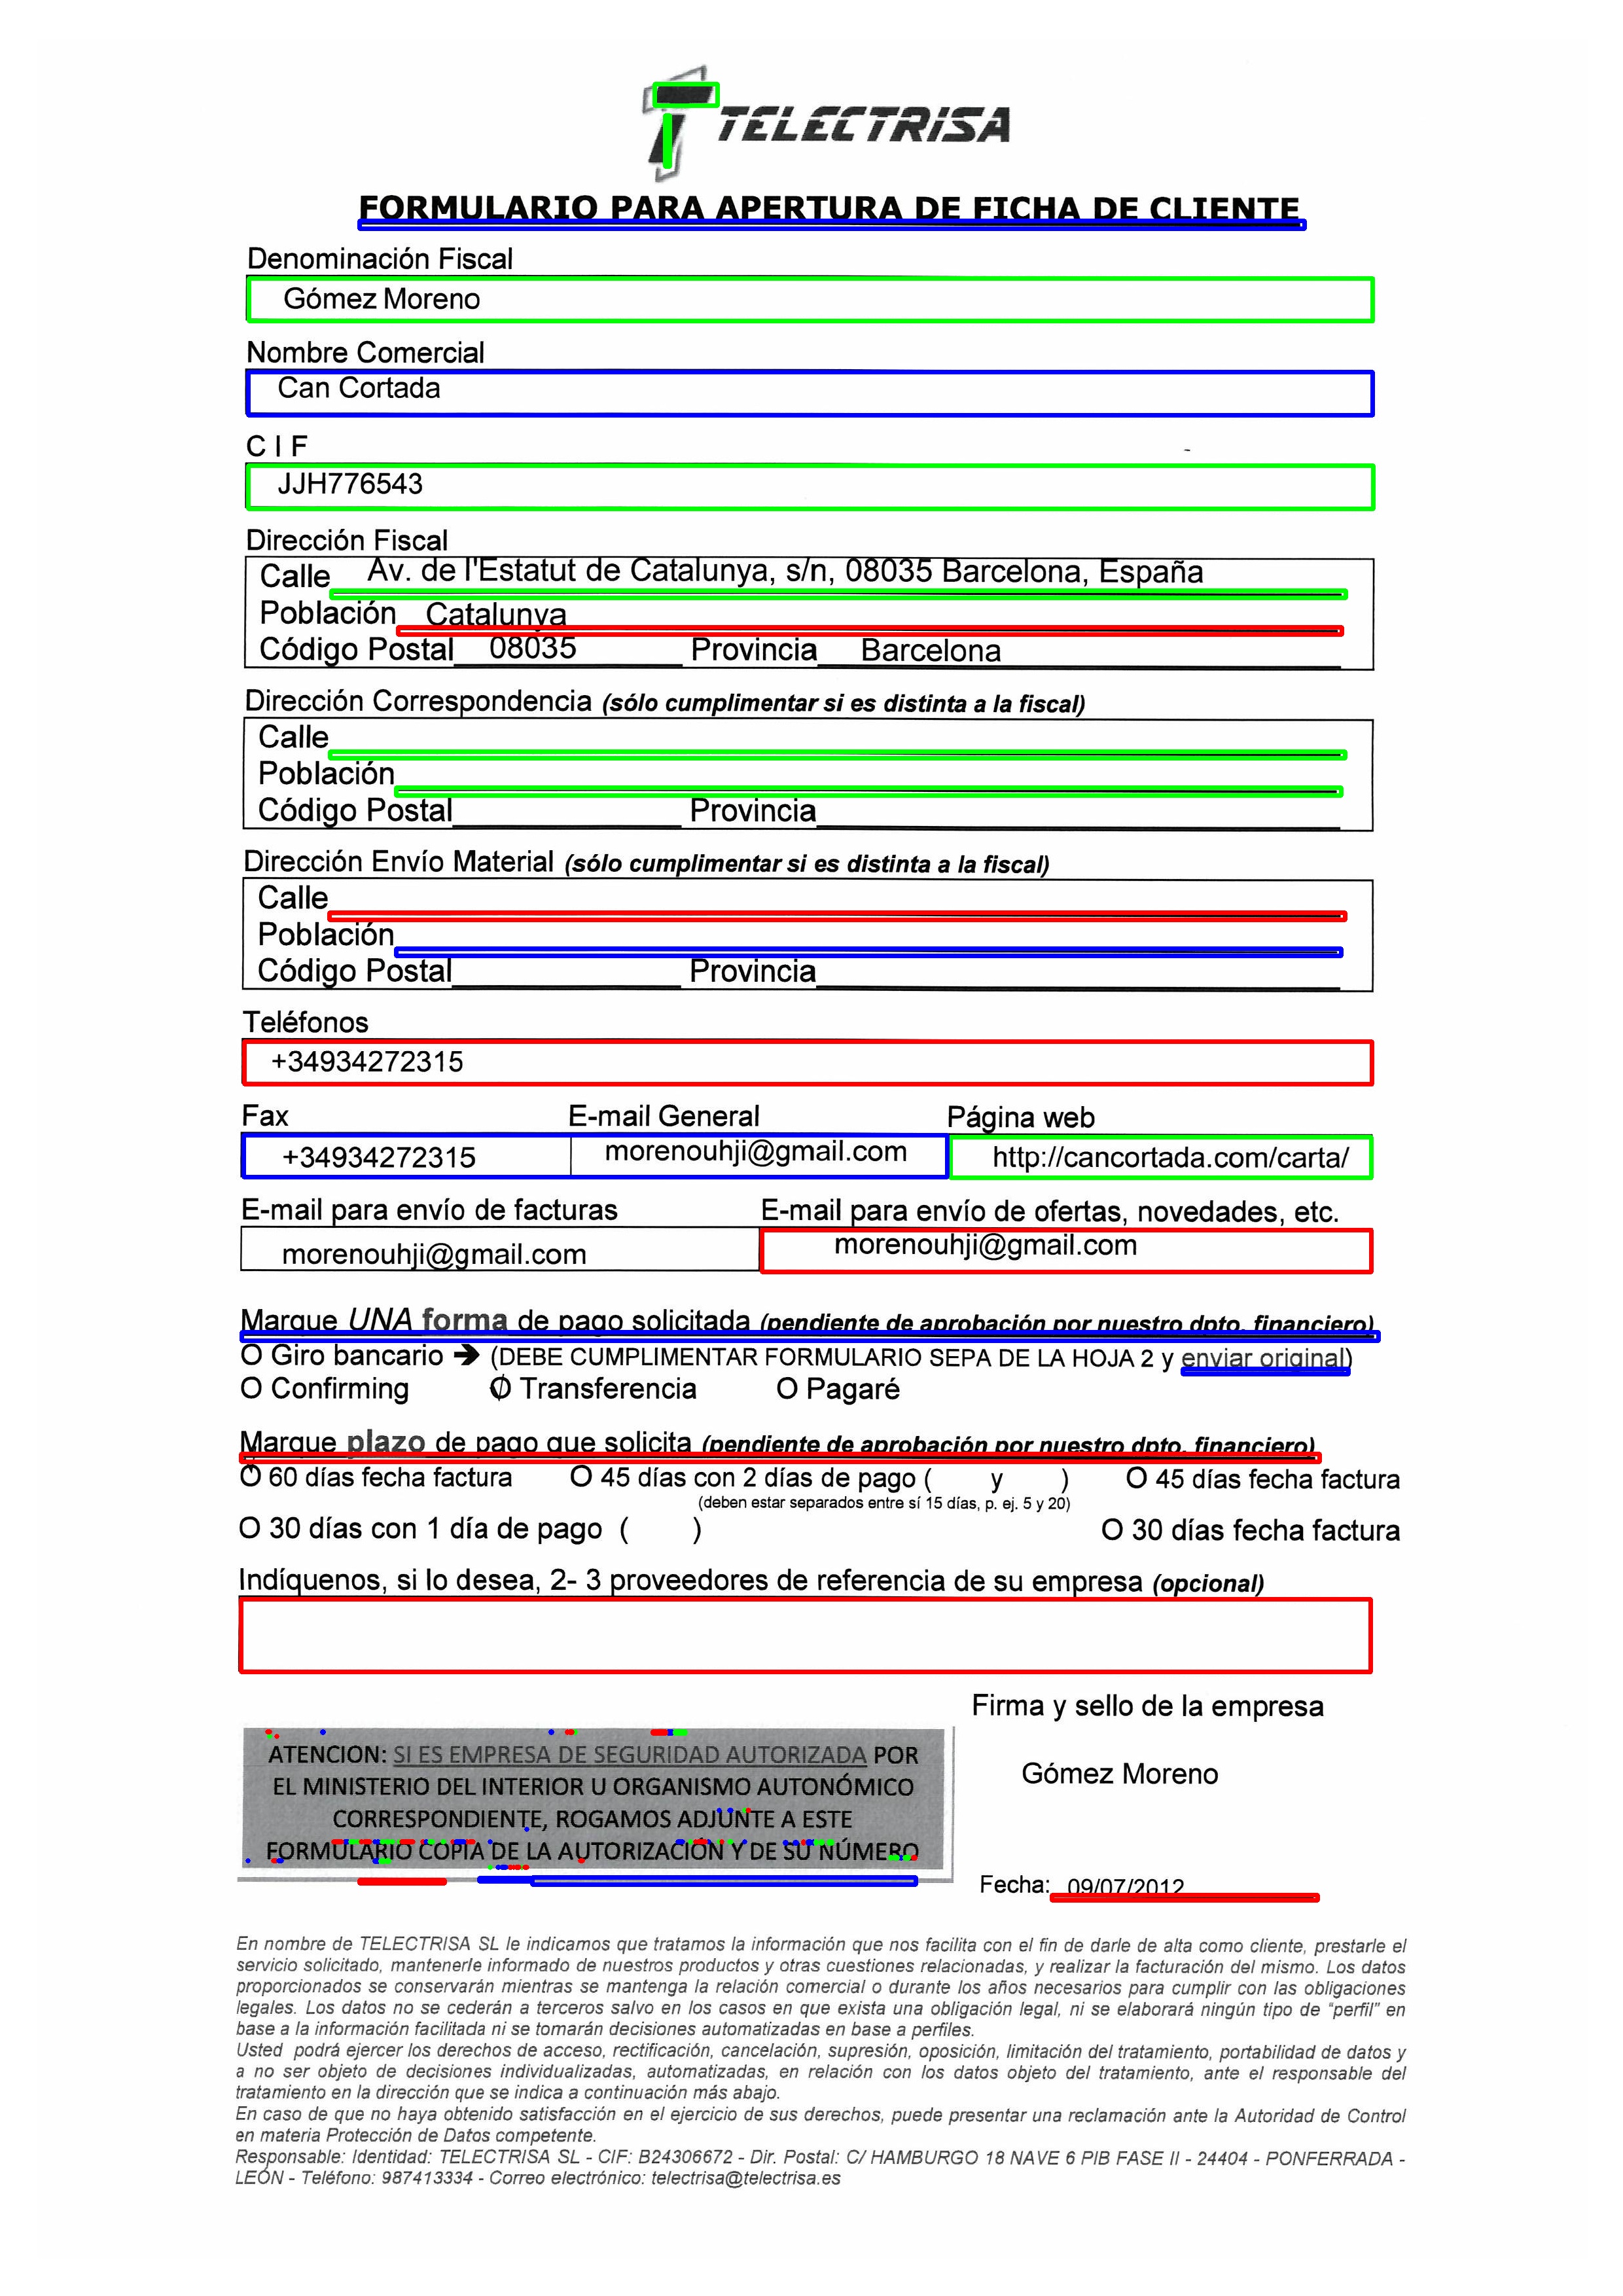 TELECTRISA
FORMULARIO PARA APERTURA DE FICHA DE CLIENTE
Denominación Fiscal
Gómez Moreno
Nombre Comercial
Can Cortada
C I F
JJH776543
Dirección Fiscal
Calle Av. de l'Estatut de Catalunya, s/n, 08035 Barcelona, España
Población Catalunya
Código Postal 08035 Provincia Barcelona
Dirección Correspondencia (sólo cumplimentar si es distinta a la fiscal)
Calle
Población
Código Postal Provincia
Dirección Envío Material (sólo cumplimentar si es distinta a la fiscal)
Calle
Población
Código Postal Provincia
Teléfonos
+34934272315
Fax E-mail General Página web
+34934272315 morenouhji@gmail.com http://cancortada.com/carta/
E-mail para envío de facturas E-mail para envío de ofertas, novedades, etc.
morenouhji@gmail.com morenouhji@gmail.com
Marque UNA forma de pago solicitada (pendiente de aprobación por nuestro dpto. financiero)
O Giro bancario ➔ (DEBE CUMPLIMENTAR FORMULARIO SEPA DE LA HOJA 2 y enviar original)
O Confirming O Transferencia O Pagaré
Marque plazo de pago que solicita (pendiente de aprobación por nuestro dpto. financiero)
O 60 días fecha factura O 45 días con 2 días de pago ( y ) O 45 días fecha factura
(deben estar separados entre sí 15 días, p. ej. 5 y 20)
O 30 días con 1 día de pago ( ) O 30 días fecha factura
Indíquenos, si lo desea, 2- 3 proveedores de referencia de su empresa (opcional)
Firma y sello de la empresa
Gómez Moreno
ATENCION: SI ES EMPRESA DE SEGURIDAD AUTORIZADA POR
EL MINISTERIO DEL INTERIOR U ORGANISMO AUTONÓMICO
CORRESPONDIENTE, ROGAMOS ADJUNTE A ESTE
FORMULARIO COPIA DE LA AUTORIZACIÓN Y DE SU NÚMERO
Fecha: 09/07/2012
En nombre de TELECTRISA SL le indicamos que tratamos la información que nos facilita con el fin de darle de alta como cliente, prestarle el
servicio solicitado, mantenerle informado de nuestros productos y otras cuestiones relacionadas, y realizar la facturación del mismo. Los datos
proporcionados se conservarán mientras se mantenga la relación comercial o durante los años necesarios para cumplir con las obligaciones
legales. Los datos no se cederán a terceros salvo en los casos en que exista una obligación legal, ni se elaborará ningún tipo de "perfil" en
base a la información facilitada ni se tomarán decisiones automatizadas en base a perfiles.
Usted podrá ejercer los derechos de acceso, rectificación, cancelación, supresión, oposición, limitación del tratamiento, portabilidad de datos y
a no ser objeto de decisiones individualizadas, automatizadas, en relación con los datos objeto del tratamiento, ante el responsable del
tratamiento en la dirección que se indica a continuación más abajo.
En caso de que no haya obtenido satisfacción en el ejercicio de sus derechos, puede presentar una reclamación ante la Autoridad de Control
en materia Protección de Datos competente.
Responsable: Identidad: TELECTRISA SL - CIF: B24306672 - Dir. Postal: C/ HAMBURGO 18 NAVE 6 PIB FASE II - 24404 - PONFERRADA -
LEÓN - Teléfono: 987413334 - Correo electrónico: telectrisa@telectrisa.es